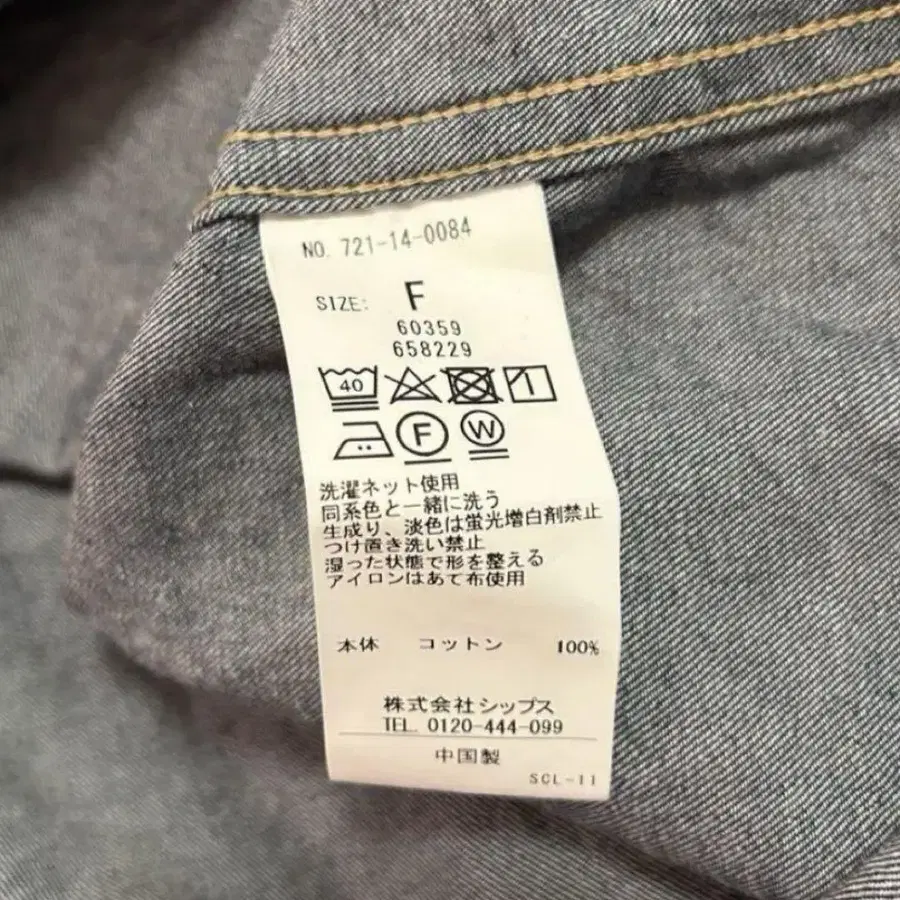 NO. 721-14-0084
SIZE: F
60359
658229
40
F W
洗濯ネット使用
同系色と一緒に洗う
生成り、淡色は蛍光増白剤禁止
つけ置き洗い禁止
湿った状態で形を整える
アイロンはあて布使用
本体 コットン 100%
株式会社シップス
TEL. 0120-444-099
中国製
SCL-11